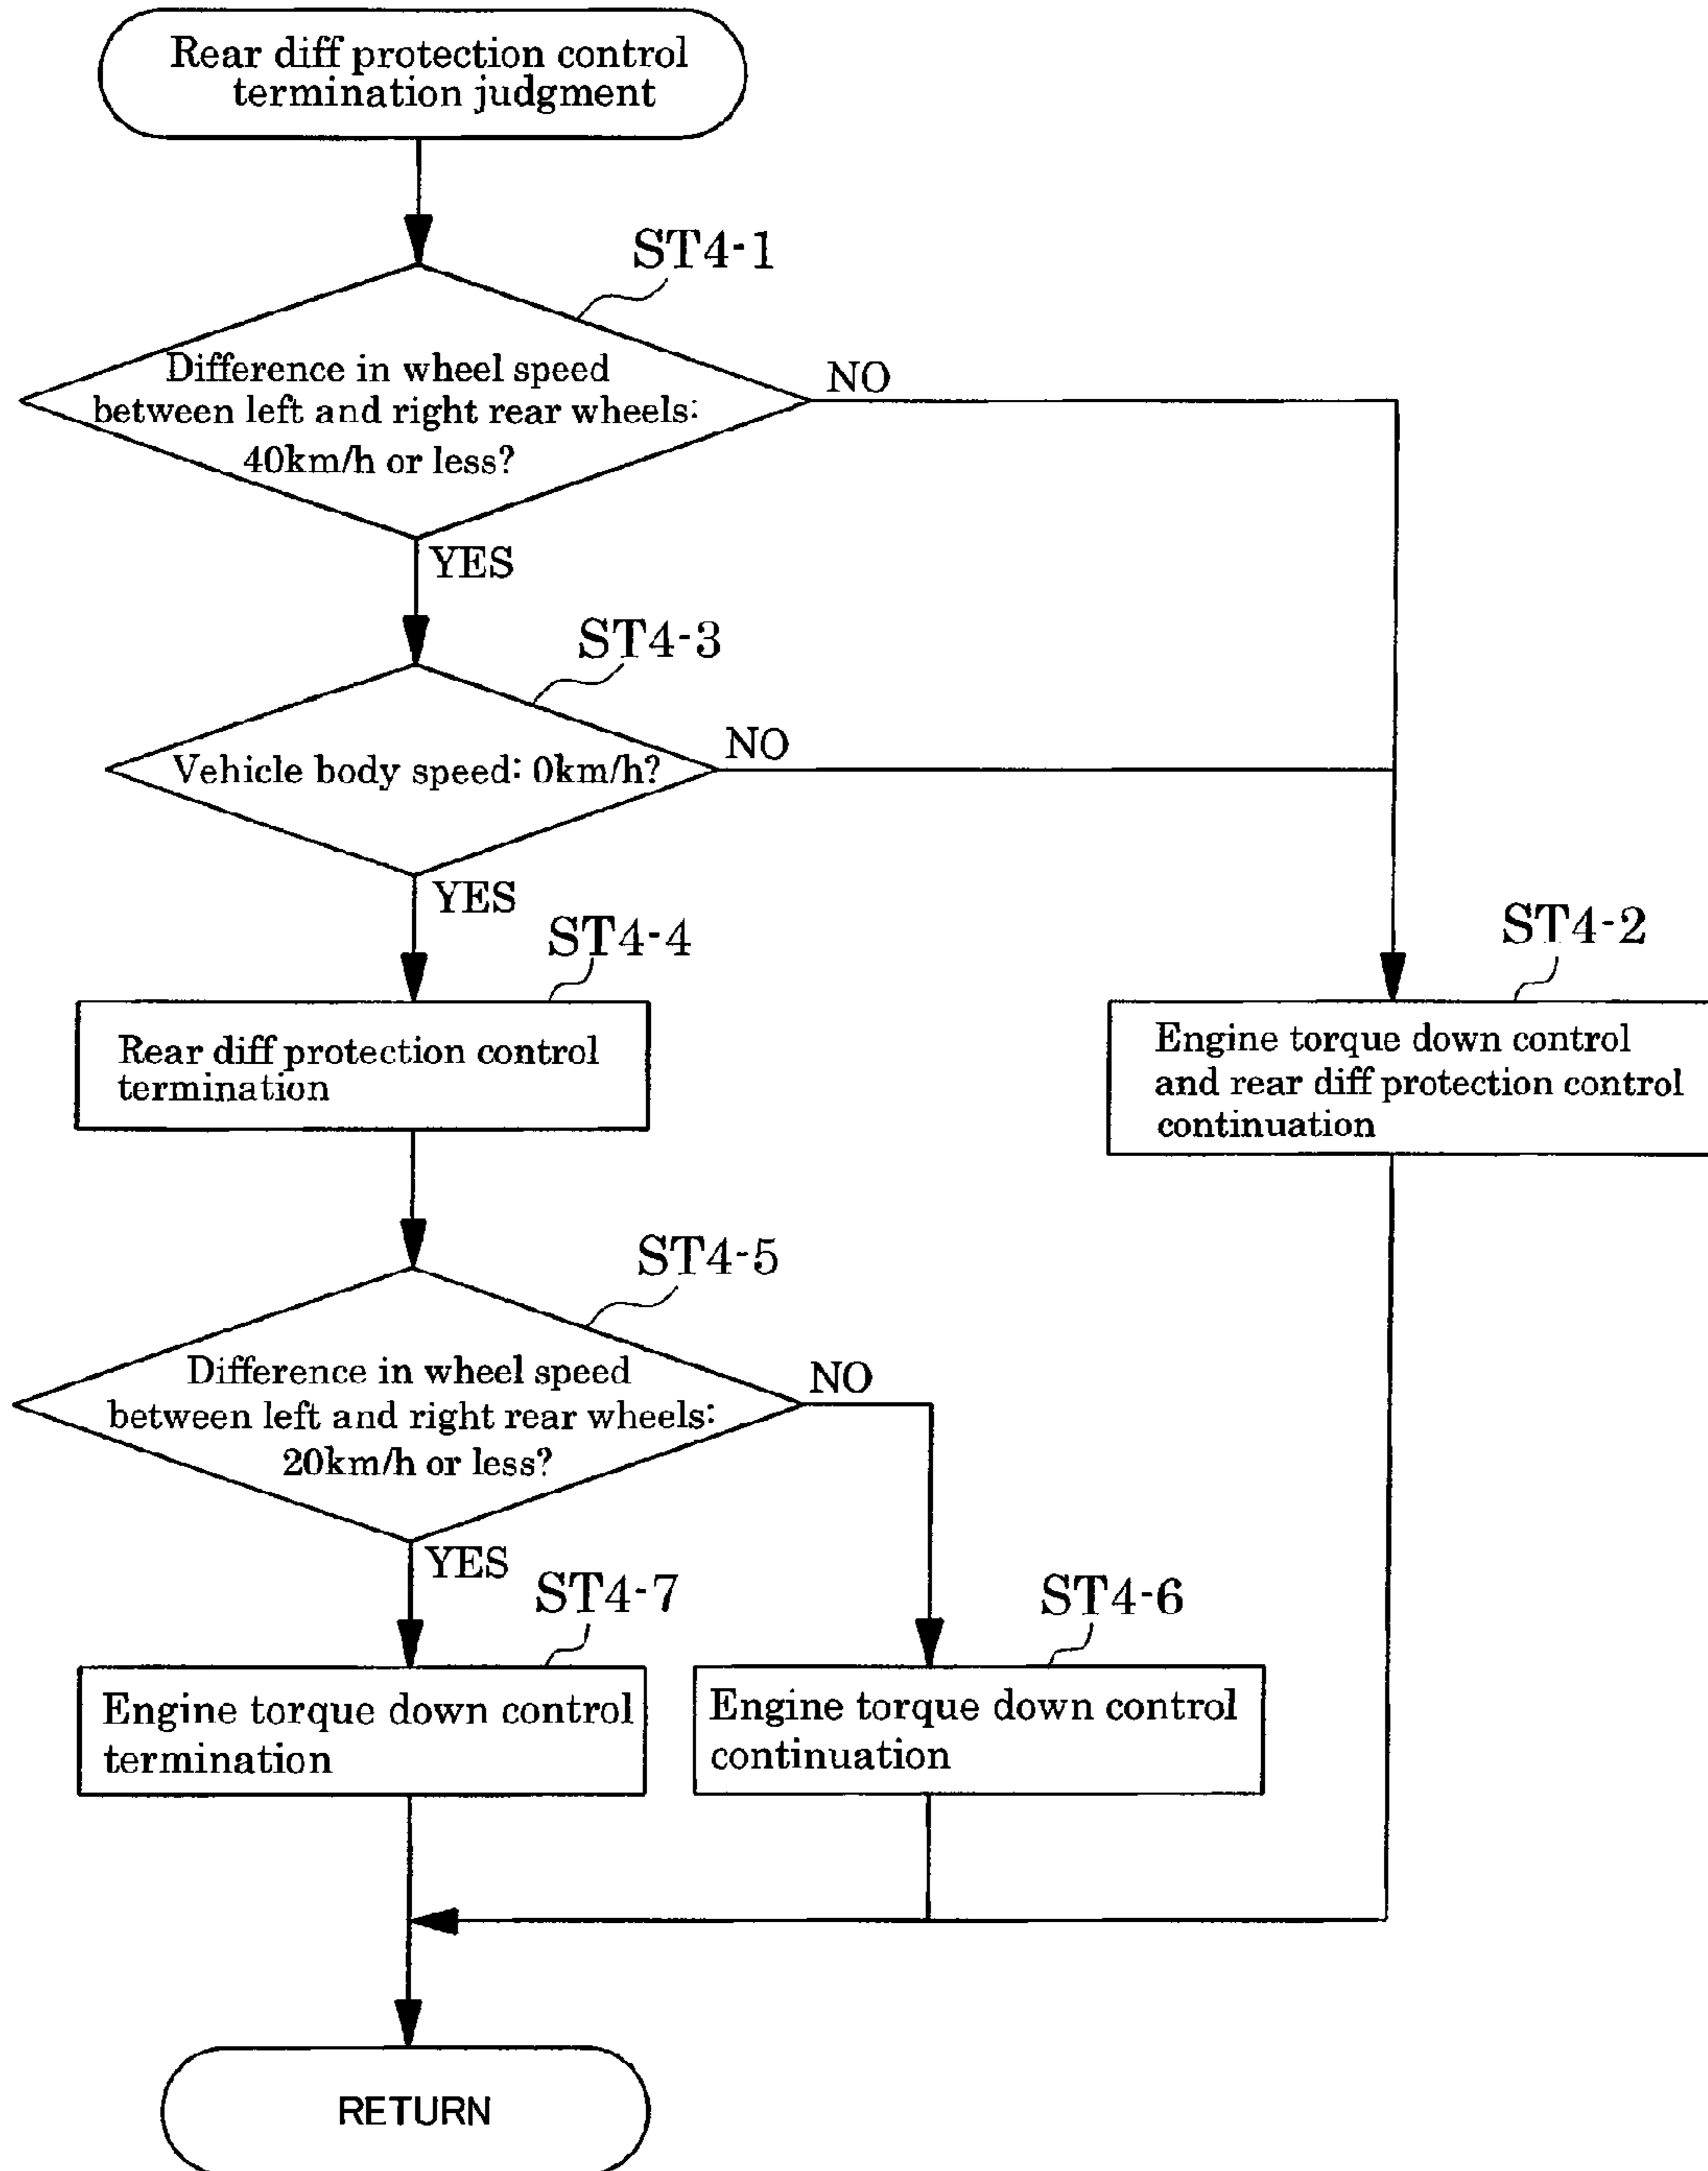 Rear diff protection control
termination judgment
ST4-1
Difference in wheel speed
between left and right rear wheels:
40km/h or less?
NO
YES
ST4-3
Vehicle body speed: 0km/h?
NO
YES
ST4-4
Rear diff protection control
termination
ST4-2
Engine torque down control
and rear diff protection control
continuation
ST4-5
Difference in wheel speed
between left and right rear wheels:
20km/h or less?
NO
YES
ST4-7
Engine torque down control
termination
ST4-6
Engine torque down control
continuation
RETURN